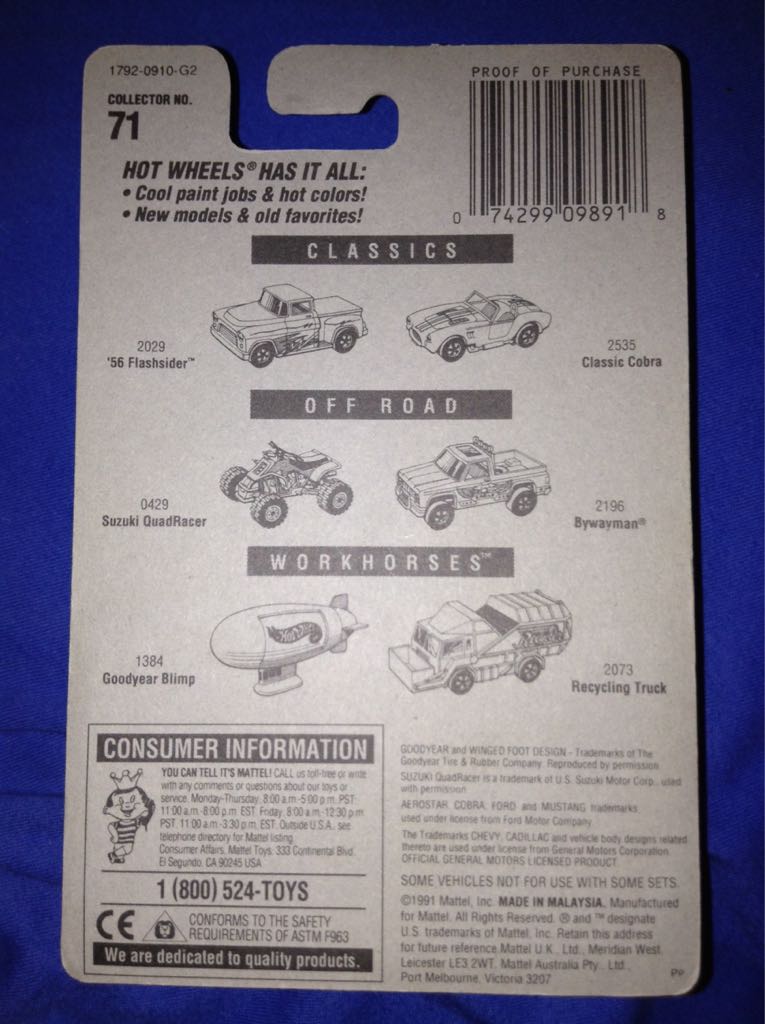 1792-0910-G2
COLLECTOR NO.
71
PROOF OF PURCHASE
0 74299 09891 8
HOT WHEELS® HAS IT ALL:
• Cool paint jobs & hot colors!
• New models & old favorites!
CLASSICS
2029
'56 Flashsider™
2535
Classic Cobra
OFF ROAD
0429
Suzuki QuadRacer
2196
Bywayman®
WORKHORSES™
Hot Wheels
1384
Goodyear Blimp
2073
Recycling Truck
CONSUMER INFORMATION
YOU CAN TELL IT'S MATTEL! CALL us toll-free or write
with any comments or questions about our toys or
service. Monday-Thursday, 8:00 a.m.-5:00 p.m. PST
11:00 a.m.-8:00 p.m. EST. Friday, 8:00 a.m.-12:30 p.m.
PST, 11:00 a.m.-3:30 p.m. EST. Outside U.S.A. see
telephone directory for Mattel listing.
Consumer Affairs, Mattel Toys, 333 Continental Blvd.
El Segundo, CA 90245 USA
1 (800) 524-TOYS
CE CONFORMS TO THE SAFETY
REQUIREMENTS OF ASTM F963
We are dedicated to quality products.
GOODYEAR and WINGED FOOT DESIGN - Trademarks of The
Goodyear Tire & Rubber Company. Reproduced by permission.
SUZUKI QuadRacer is a trademark of U.S. Suzuki Motor Corp., used
with permission
AEROSTAR, COBRA, FORD and MUSTANG trademarks
used under license from Ford Motor Company
The Trademarks CHEVY, CADILLAC and vehicle body designs related
thereto are used under license from General Motors Corporation.
OFFICIAL GENERAL MOTORS LICENSED PRODUCT
SOME VEHICLES NOT FOR USE WITH SOME SETS.
©1991 Mattel, Inc. MADE IN MALAYSIA. Manufactured
for Mattel. All Rights Reserved. ® and ™ designate
U.S. trademarks of Mattel, Inc. Retain this address
for future reference Mattel U.K., Ltd., Meridian West,
Leicester LE3 2WT. Mattel Australia Pty., Ltd.,
Port Melbourne, Victoria 3207
PP